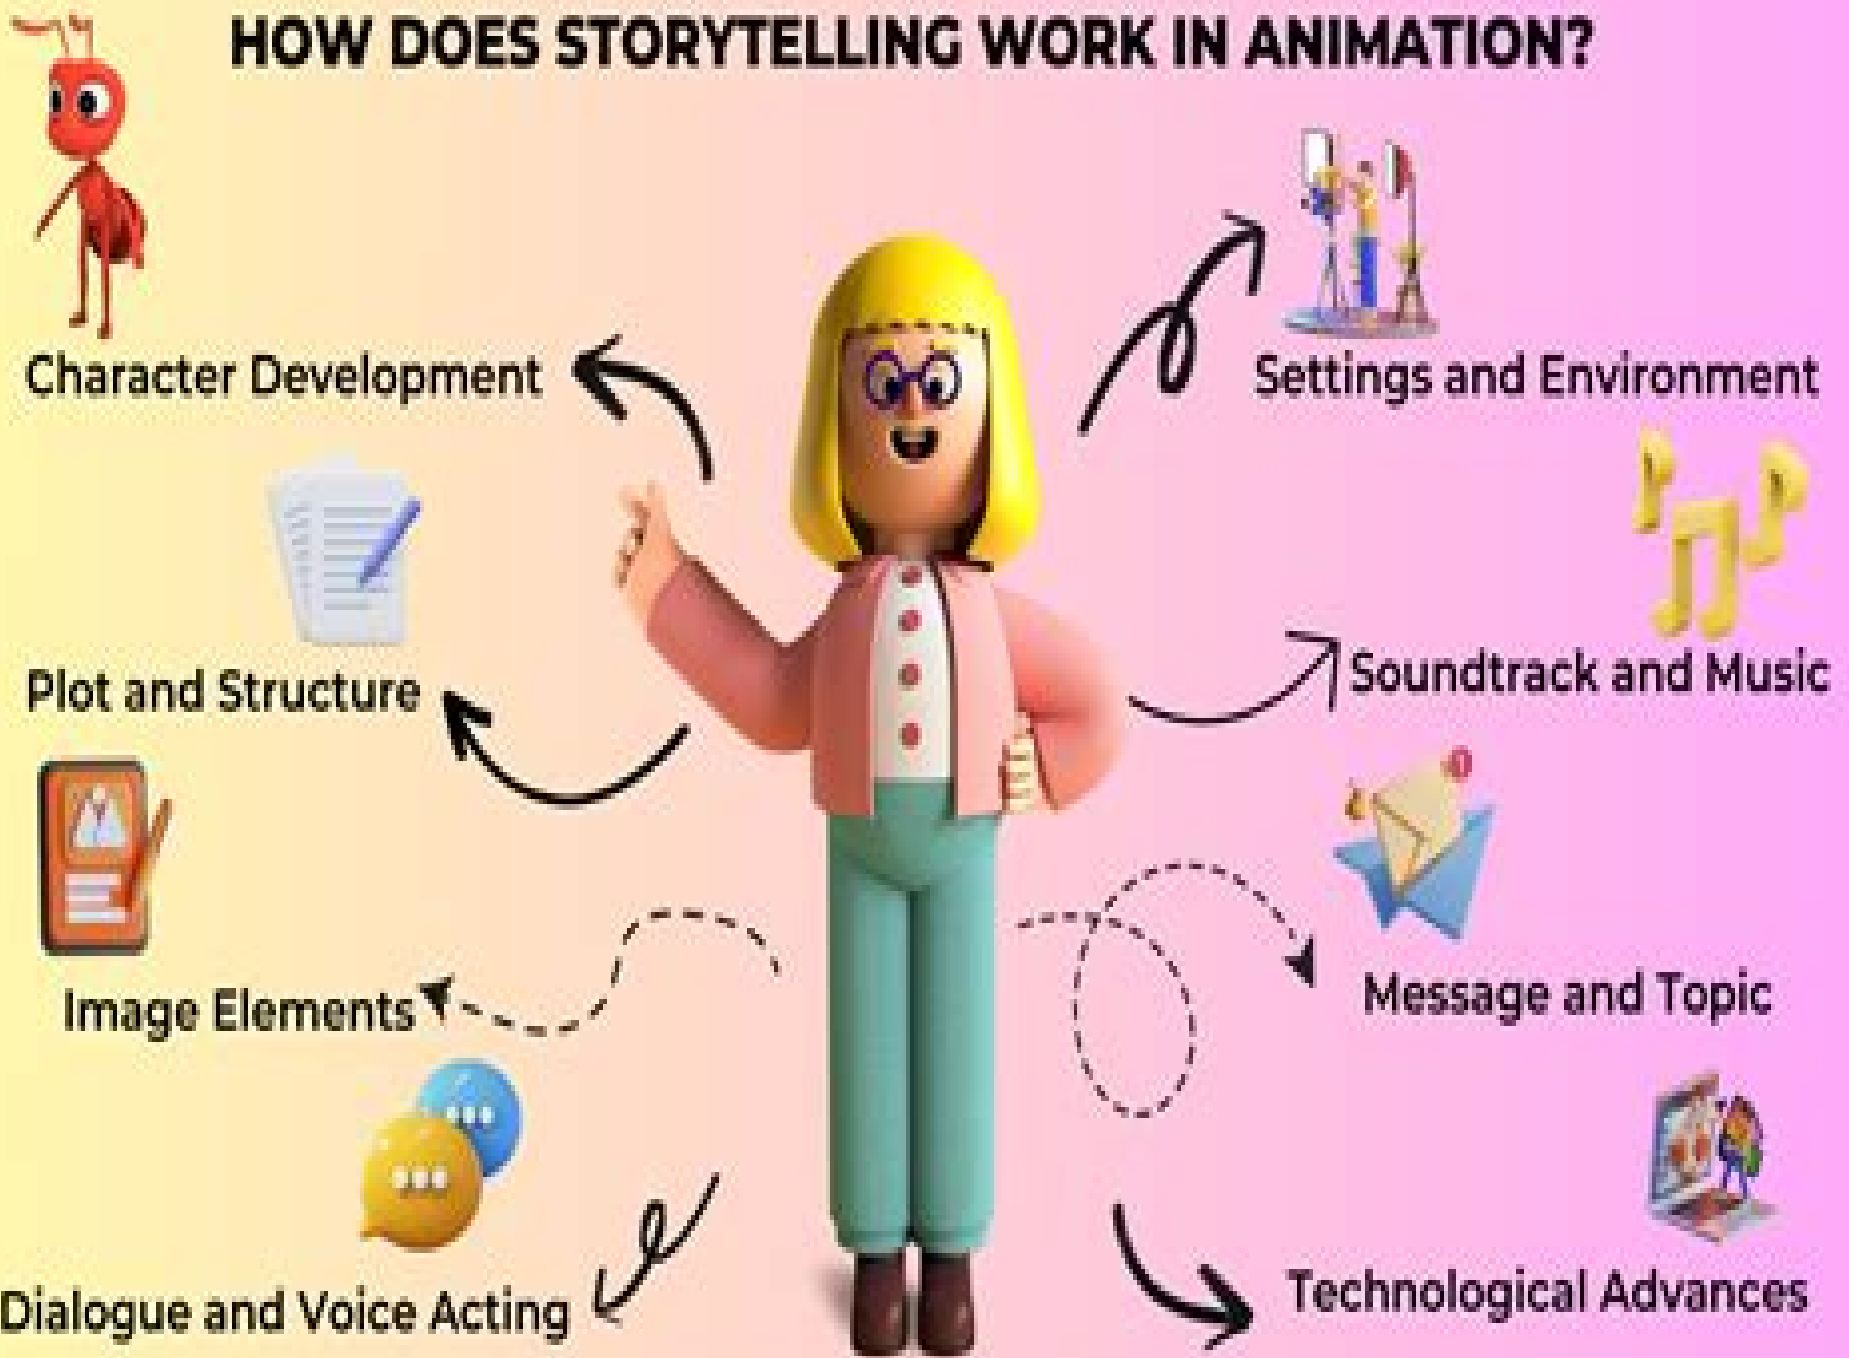 HOW DOES STORYTELLING WORK IN ANIMATION?
Character Development
Settings and Environment
Plot and Structure
Soundtrack and Music
Image Elements
Message and Topic
Dialogue and Voice Acting
Technological Advances